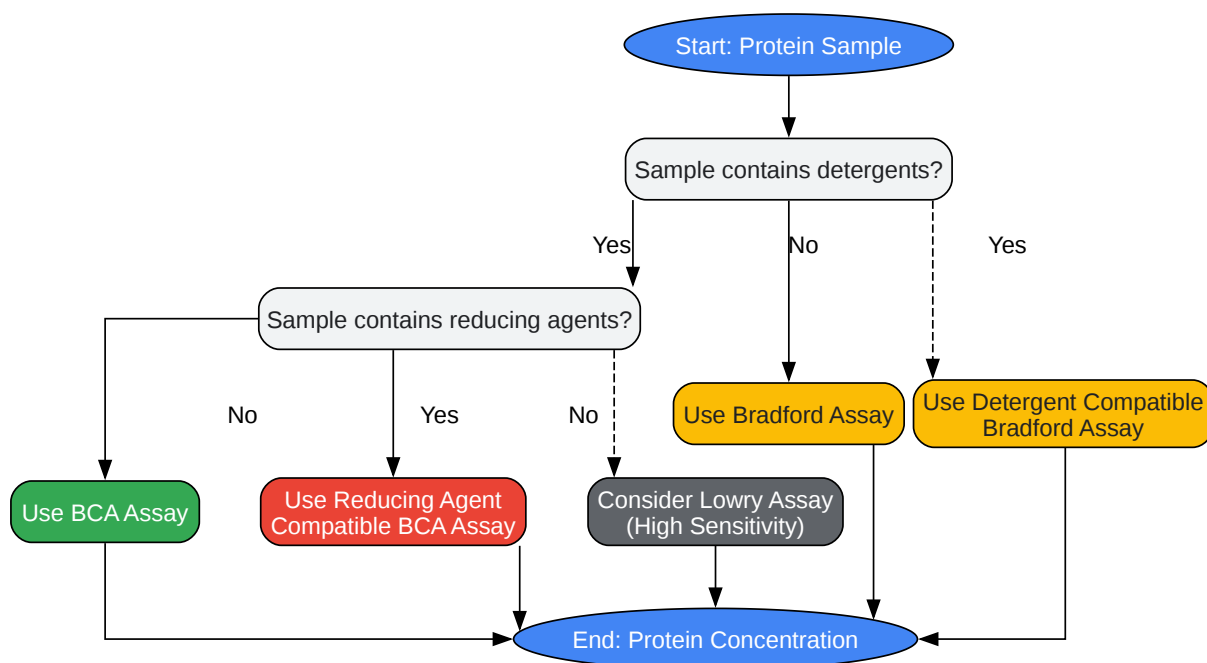 Start: Protein Sample
Sample contains detergents?
Yes
No
Yes
Sample contains reducing agents?
No
Yes
No
Use Bradford Assay
Use Detergent Compatible
Bradford Assay
Use BCA Assay
Use Reducing Agent
Compatible BCA Assay
Consider Lowry Assay
(High Sensitivity)
End: Protein Concentration